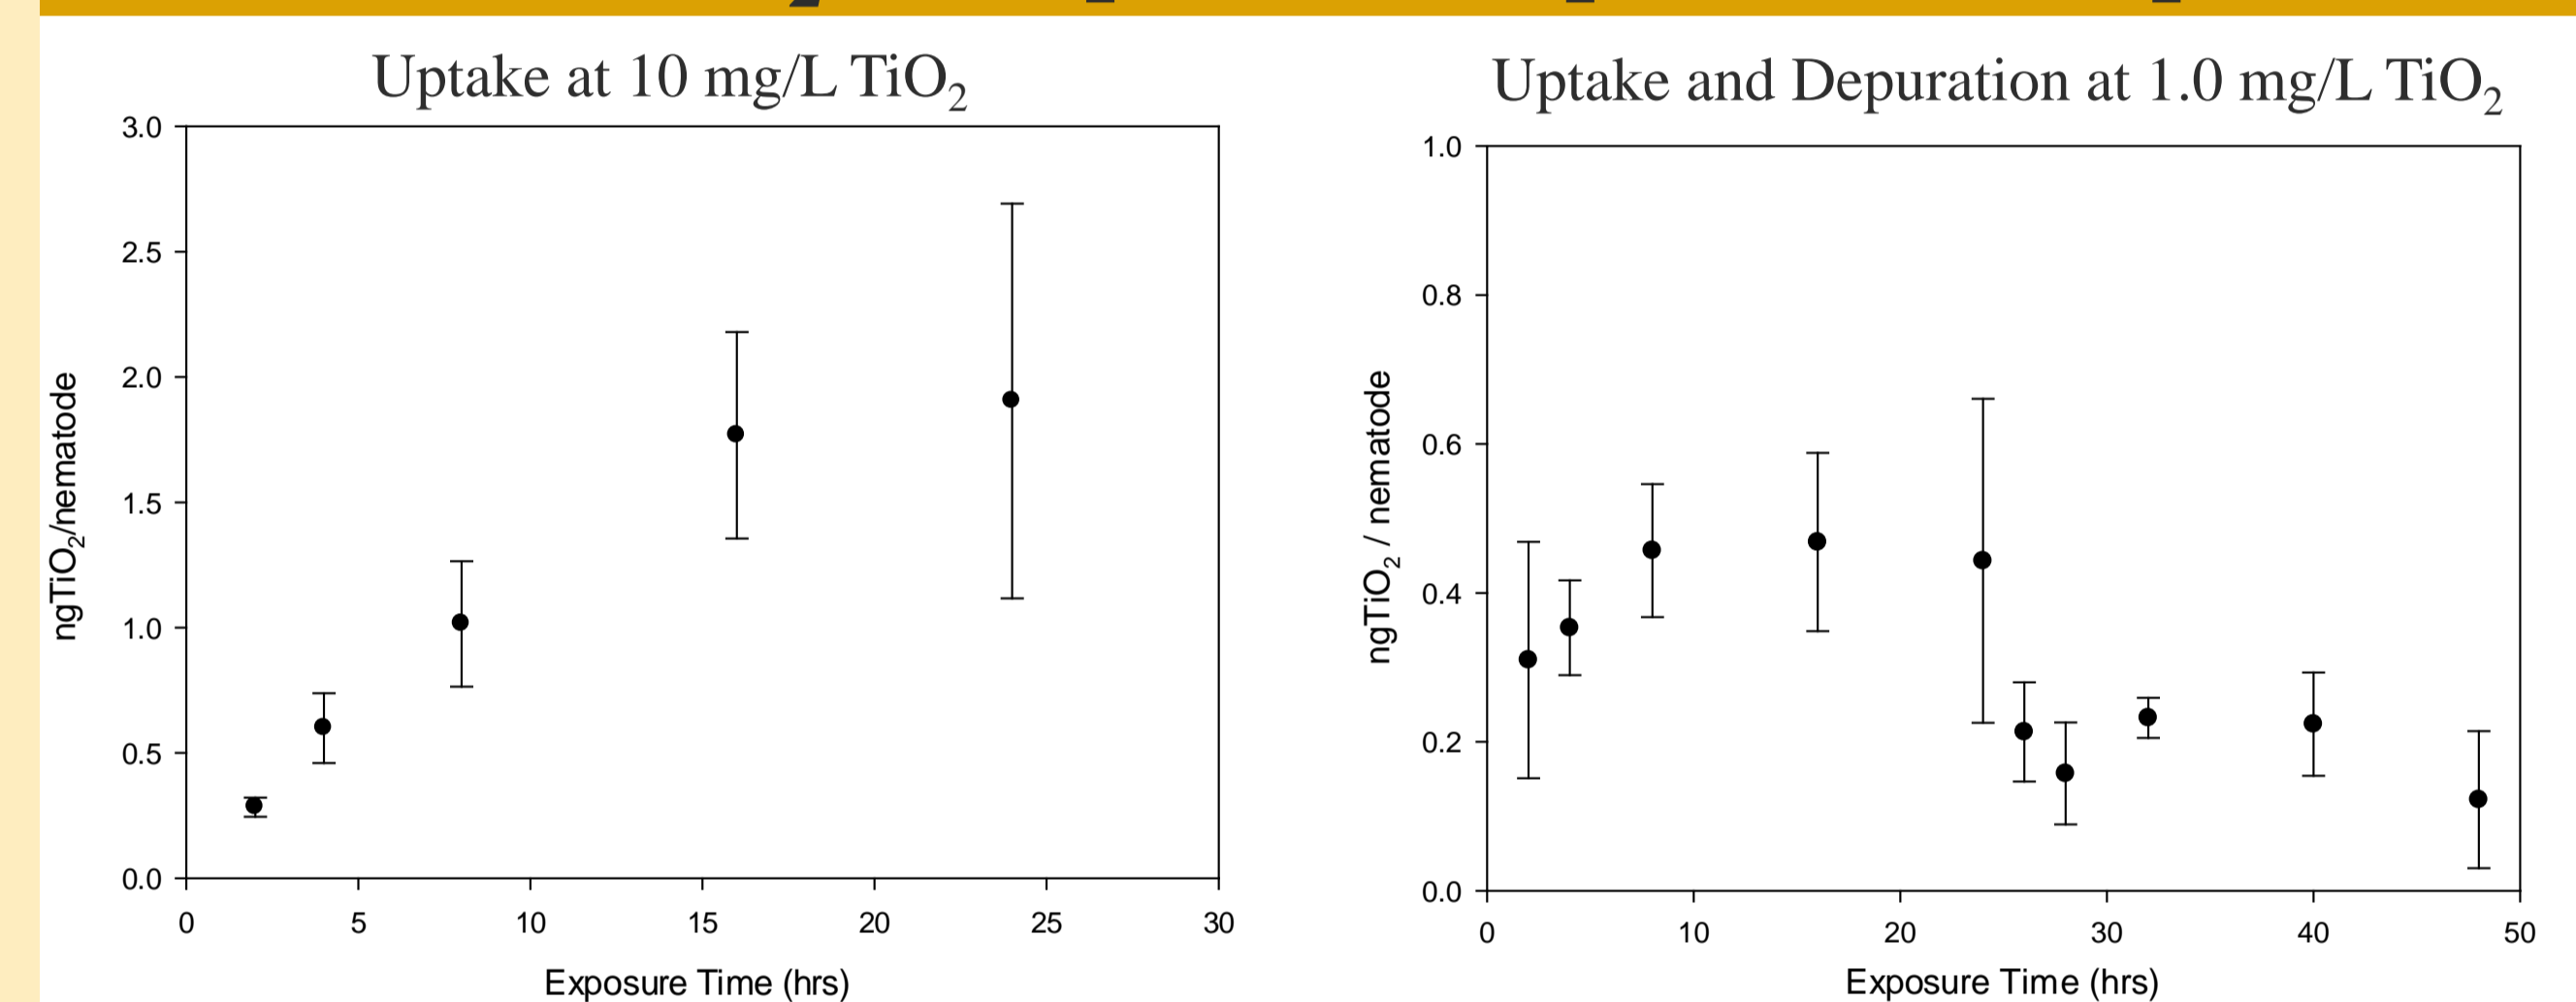 Uptake at 10 mg/L TiO₂
3.0
2.5
2.0
1.5
1.0
0.5
0.0
ngTiO₂/nematode
0 5 10 15 20 25 30
Exposure Time (hrs)
Uptake and Depuration at 1.0 mg/L TiO₂
1.0
0.8
0.6
0.4
0.2
0.0
ngTiO₂ / nematode
0 10 20 30 40 50
Exposure Time (hrs)